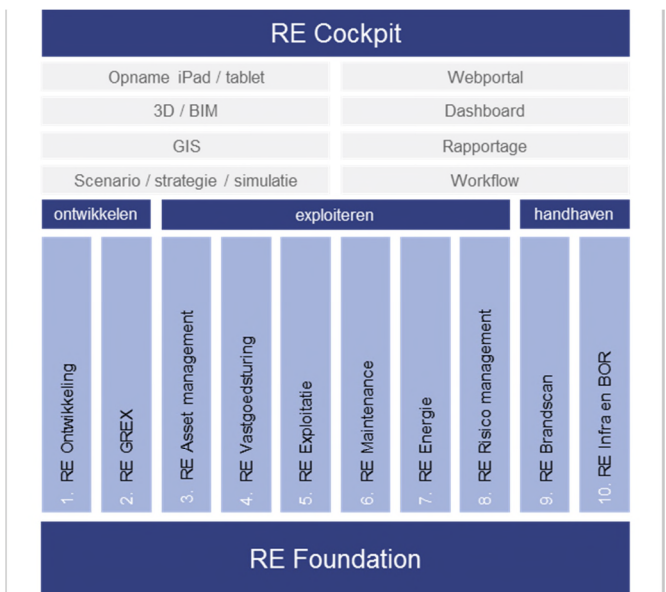 RE Cockpit
Opname iPad / tablet
Webportal
3D / BIM
Dashboard
GIS
Rapportage
Scenario / strategie / simulatie
Workflow
ontwikkelen
exploiteren
handhaven
1. RE Ontwikkeling
2. RE GREX
3. RE Asset management
4. RE Vastgoedsturing
5. RE Exploitatie
6. RE Maintenance
7. RE Energie
8. RE Risico management
9. RE Brandscan
10. RE Infra en BOR
RE Foundation